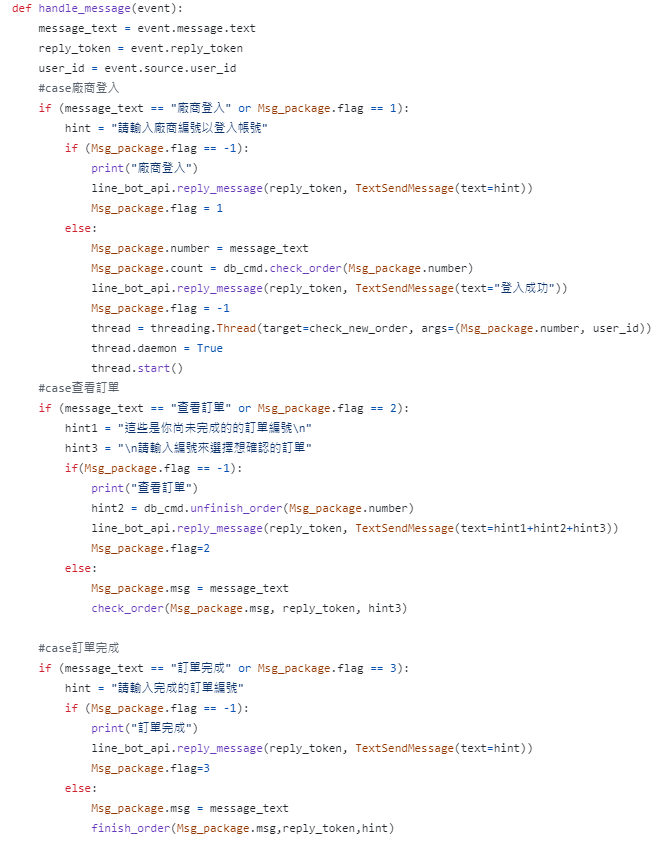 def handle_message(event):
    message_text = event.message.text
    reply_token = event.reply_token
    user_id = event.source.user_id
    #case廠商登入
    if (message_text == "廠商登入" or Msg_package.flag == 1):
        hint = "請輸入廠商編號以登入帳號"
        if (Msg_package.flag == -1):
            print("廠商登入")
            line_bot_api.reply_message(reply_token, TextSendMessage(text=hint))
            Msg_package.flag = 1
        else:
            Msg_package.number = message_text
            Msg_package.count = db_cmd.check_order(Msg_package.number)
            line_bot_api.reply_message(reply_token, TextSendMessage(text="登入成功"))
            Msg_package.flag = -1
            thread = threading.Thread(target=check_new_order, args=(Msg_package.number, user_id))
            thread.daemon = True
            thread.start()
    #case查看訂單
    if (message_text == "查看訂單" or Msg_package.flag == 2):
        hint1 = "這些是你尚未完成的的訂單編號\n"
        hint3 = "\n請輸入編號來選擇想確認的訂單"
        if(Msg_package.flag == -1):
            print("查看訂單")
            hint2 = db_cmd.unfinish_order(Msg_package.number)
            line_bot_api.reply_message(reply_token, TextSendMessage(text=hint1+hint2+hint3))
            Msg_package.flag=2
        else:
            Msg_package.msg = message_text
            check_order(Msg_package.msg, reply_token, hint3)
    #case訂單完成
    if (message_text == "訂單完成" or Msg_package.flag == 3):
        hint = "請輸入完成的訂單編號"
        if (Msg_package.flag == -1):
            print("訂單完成")
            line_bot_api.reply_message(reply_token, TextSendMessage(text=hint))
            Msg_package.flag=3
        else:
            Msg_package.msg = message_text
            finish_order(Msg_package.msg,reply_token,hint)